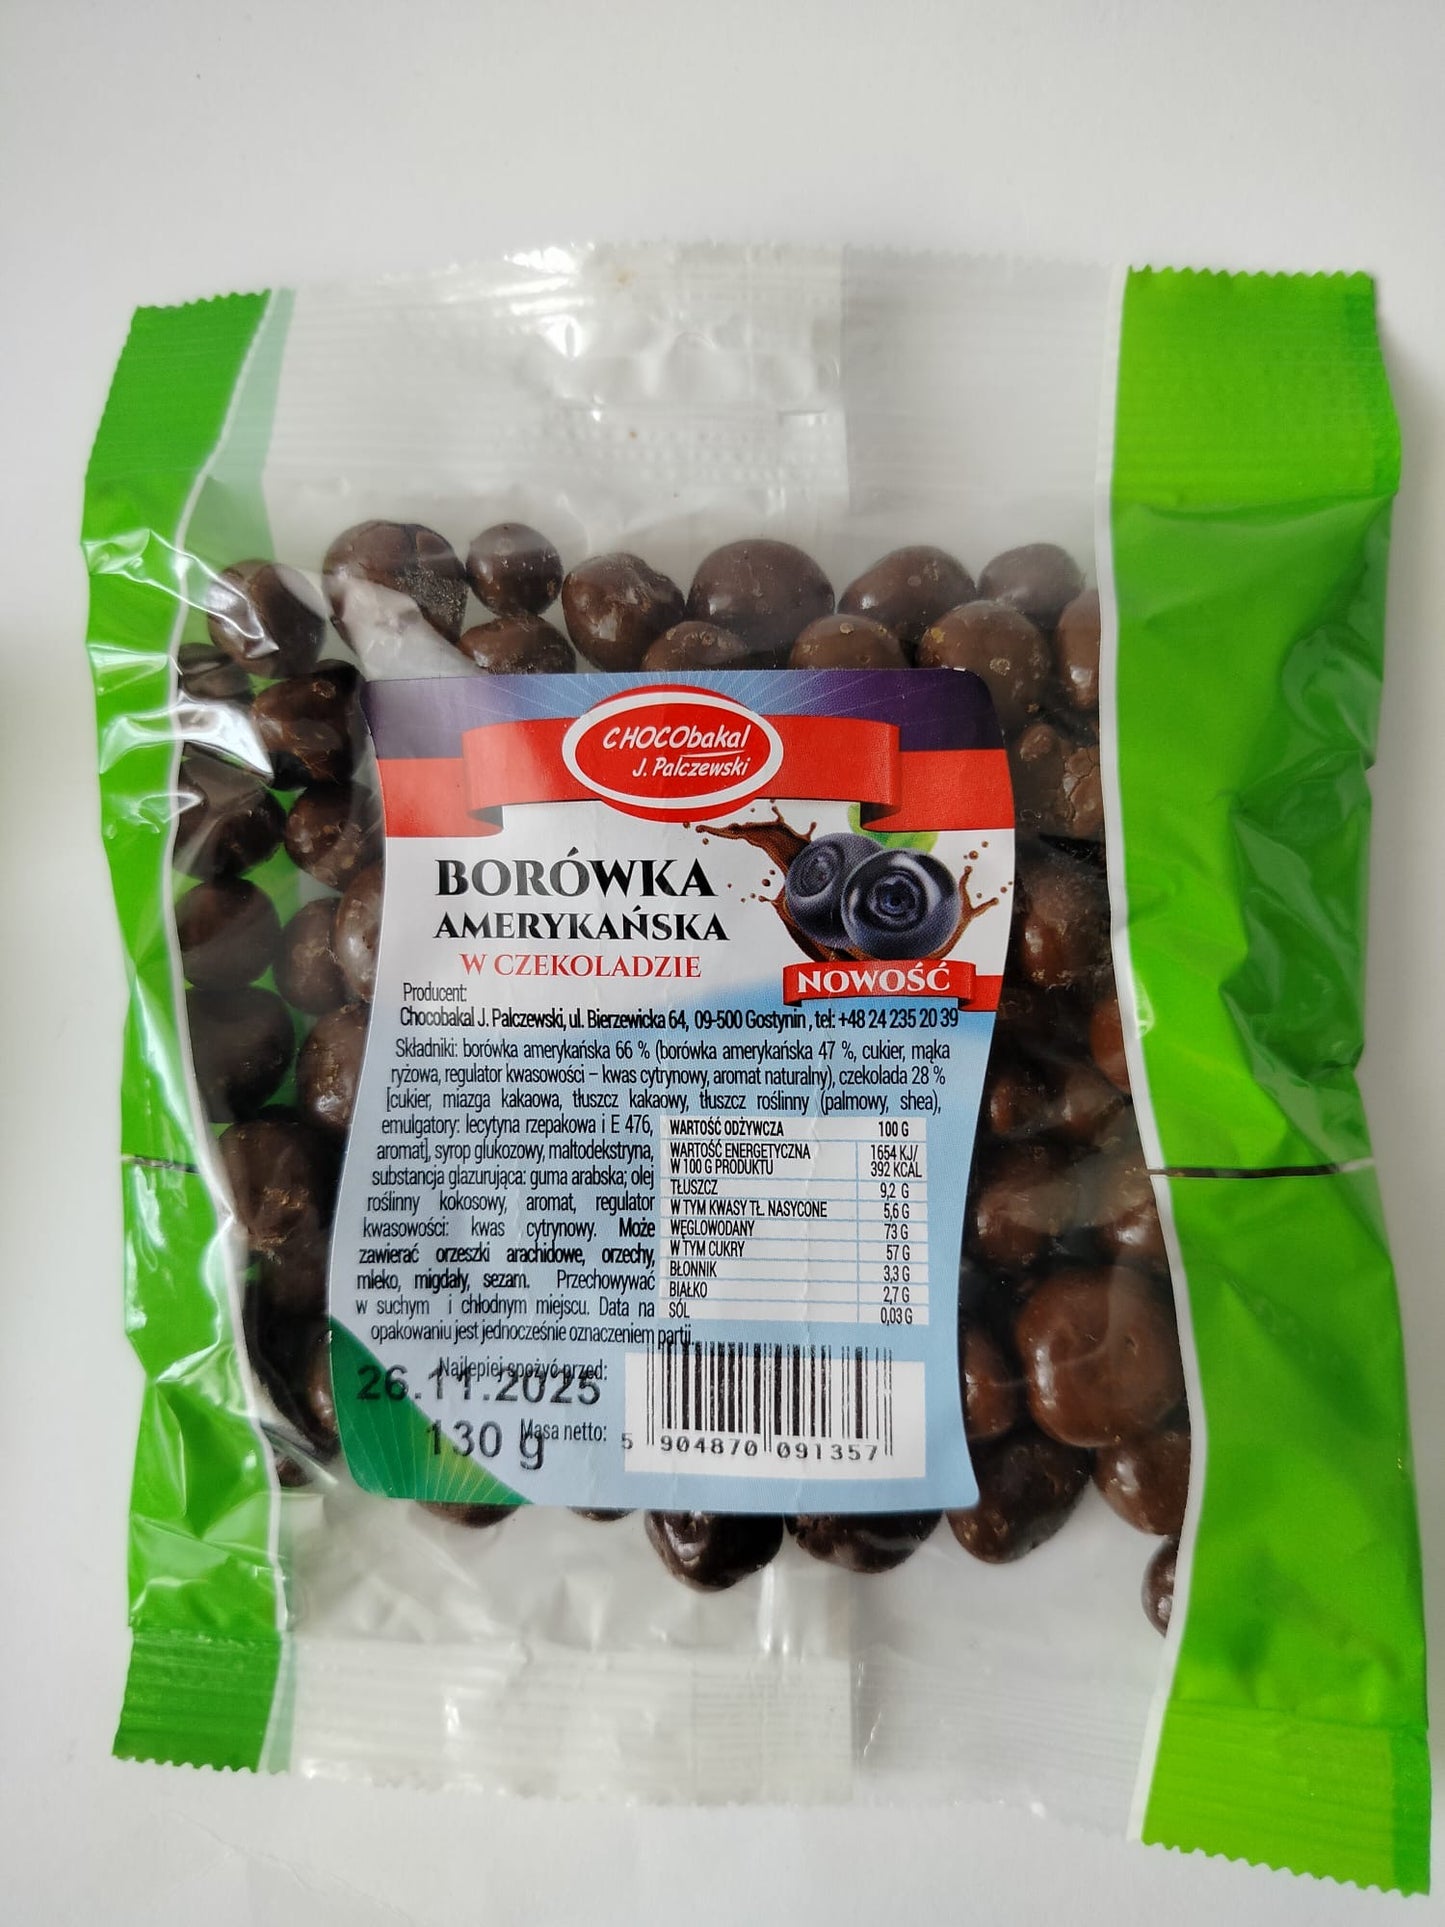 CHOCObakal
J. Palczewski
BORÓWKA
AMERYKAŃSKA
W CZEKOLADZIE
NOWOŚĆ
Producent:
Chocobakal J. Palczewski, ul. Bierzewicka 64, 09-500 Gostynin, tel: +48 24 235 20 39
Składniki: borówka amerykańska 66 % (borówka amerykańska 47 %, cukier, mąka
ryżowa, regulator kwasowości – kwas cytrynowy, aromat naturalny), czekolada 28 %
[cukier, miazga kakaowa, tłuszcz kakaowy, tłuszcz roślinny (palmowy, shea),
emulgatory: lecytyna rzepakowa i E 476,
aromat], syrop glukozowy, maltodekstryna,
substancja glazurująca: guma arabska; olej
roślinny kokosowy, aromat, regulator
kwasowości: kwas cytrynowy. Może
zawierać orzeszki arachidowe, orzechy,
mleko, migdały, sezam. Przechowywać
w suchym i chłodnym miejscu. Data na
opakowaniu jest jednocześnie oznaczeniem partii.
WARTOŚĆ ODŻYWCZA 100 G
WARTOŚĆ ENERGETYCZNA 1654 KJ/
W 100 G PRODUKTU 392 KCAL
TŁUSZCZ 9,2 G
W TYM KWASY TŁ. NASYCONE 5,6 G
WĘGLOWODANY 73 G
W TYM CUKRY 57 G
BŁONNIK 3,3 G
BIAŁKO 2,7 G
SÓL 0,03 G
Najlepiej spożyć przed:
26.11.2025
Masa netto:
130 g
5 904870 091357